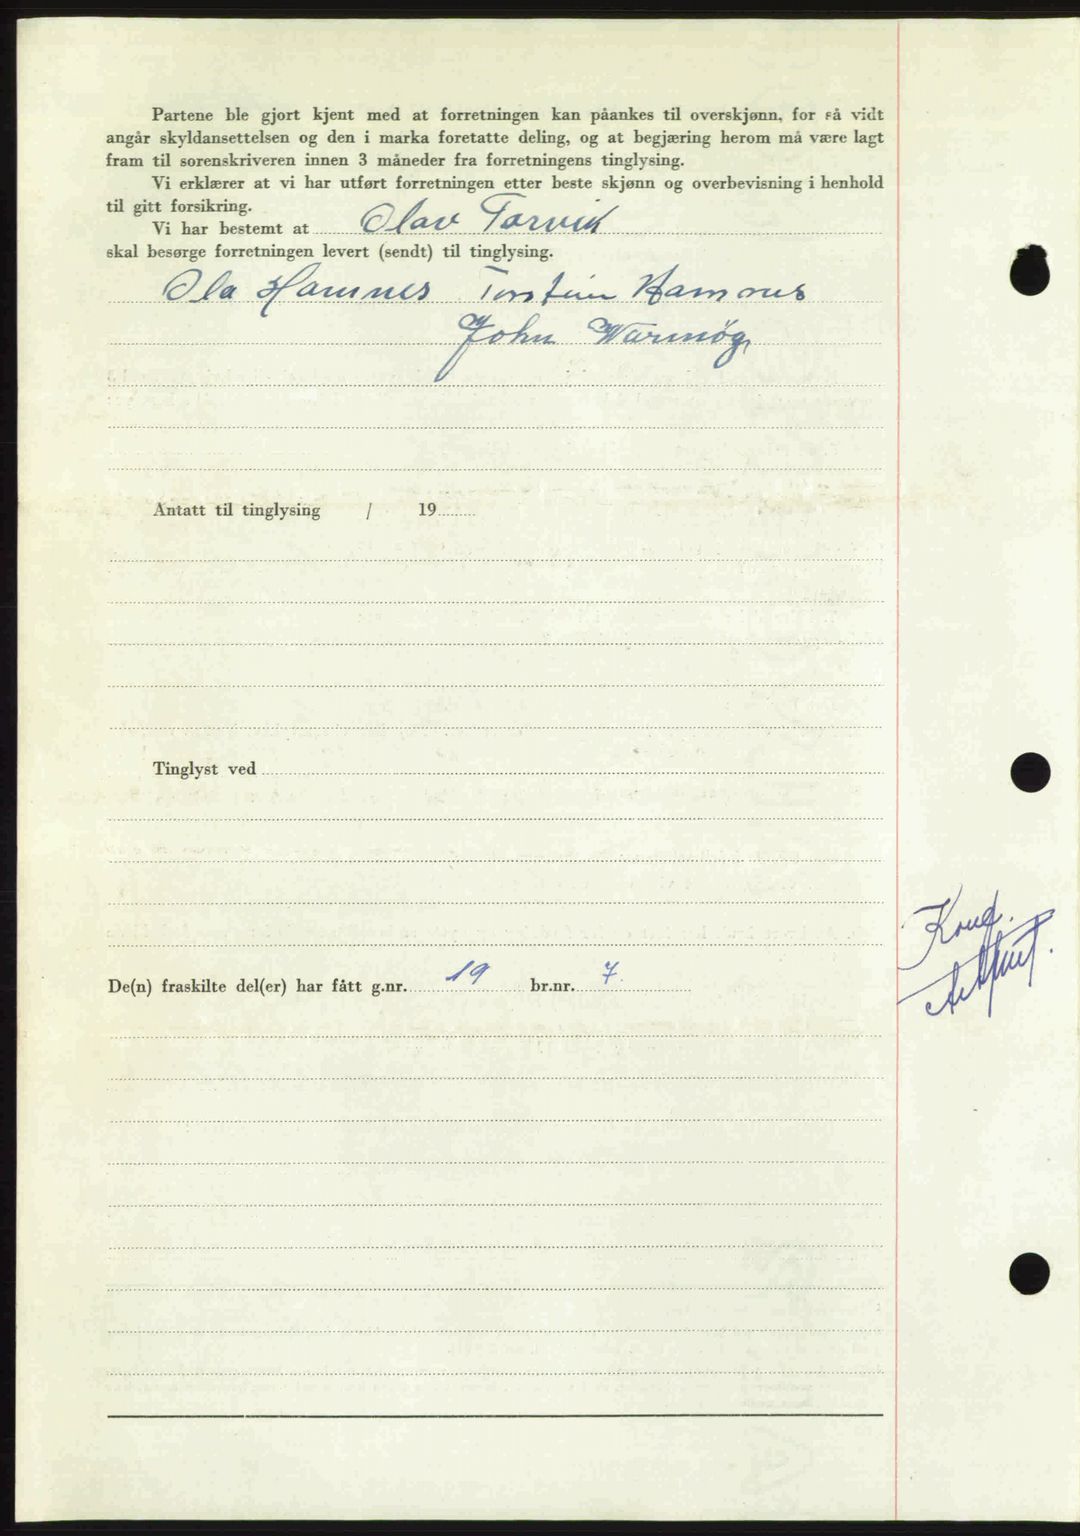 Partene ble gjort kjent med at forretningen kan påankes til overskjønn, for så vidt
angår skyldansettelsen og den i marka foretatte deling, og at begjæring herom må være lagt
fram til sorenskriveren innen 3 måneder fra forretningens tinglysing.
Vi erklærer at vi har utført forretningen etter beste skjønn og overbevisning i henhold
til gitt forsikring.
Vi har bestemt at Olav Torvik
skal besørge forretningen levert (sendt) til tinglysing.
Ola Hamnes Torstein Hamnes
John Warmøg
Antatt til tinglysing / 19
Tinglyst ved
De(n) fraskilte del(er) har fått g.nr. 19 br.nr. 7